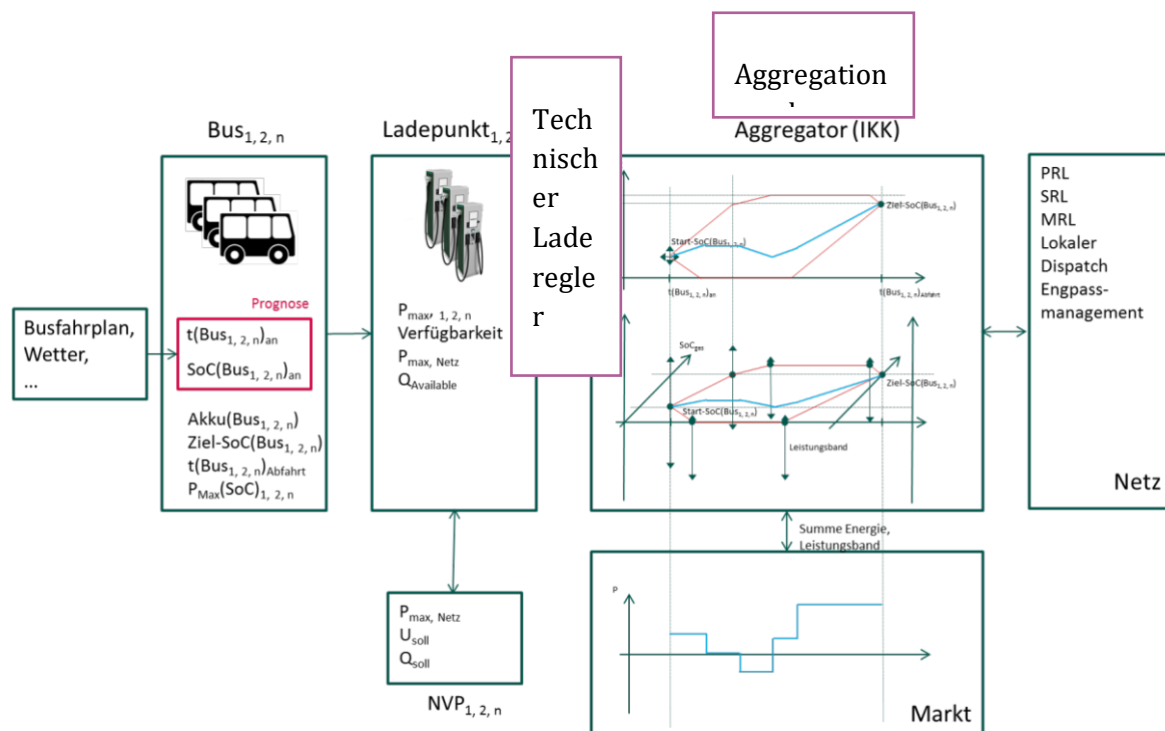 Aggregation
Bus1, 2, n
Ladepunkt1, 2
Tech
nisch
er
Lade
regle
r
Aggregator (IKK)
Busfahrplan,
Wetter,
...
Prognose
t(Bus1, 2, n)an
SoC(Bus1, 2, n)an
Akku(Bus1, 2, n)
Ziel-SoC(Bus1, 2, n)
t(Bus1, 2, n)Abfahrt
PMax(SoC)1, 2, n
Pmax, 1, 2, n
Verfügbarkeit
Pmax, Netz
QAvailable
Ziel-SoC(Bus1, 2, n)
Start-SoC(Bus1, 2, n)
t(Bus1, 2, n)an
t(Bus1, 2, n)Abfahrt
SoCges
Ziel-SoC(Bus1, 2, n)
Start-SoC(Bus1, 2, n)
Leistungsband
PRL
SRL
MRL
Lokaler
Dispatch
Engpass-
management
Netz
Summe Energie,
Leistungsband
Pmax, Netz
Usoll
Qsoll
NVP1, 2, n
P
Markt